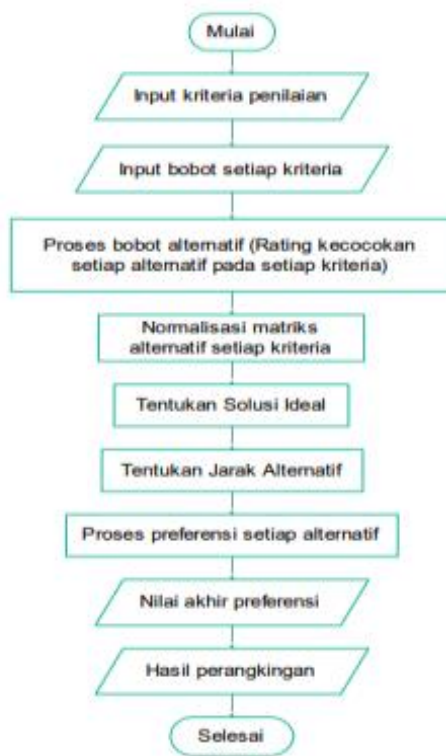 Mulai
Input kriteria penilaian
Input bobot setiap kriteria
Proses bobot alternatif (Rating kecocokan
setiap alternatif pada setiap kriteria)
Normalisasi matriks
alternatif setiap kriteria
Tentukan Solusi Ideal
Tentukan Jarak Alternatif
Proses preferensi setiap alternatif
Nilai akhir preferensi
Hasil perangkingan
Selesai